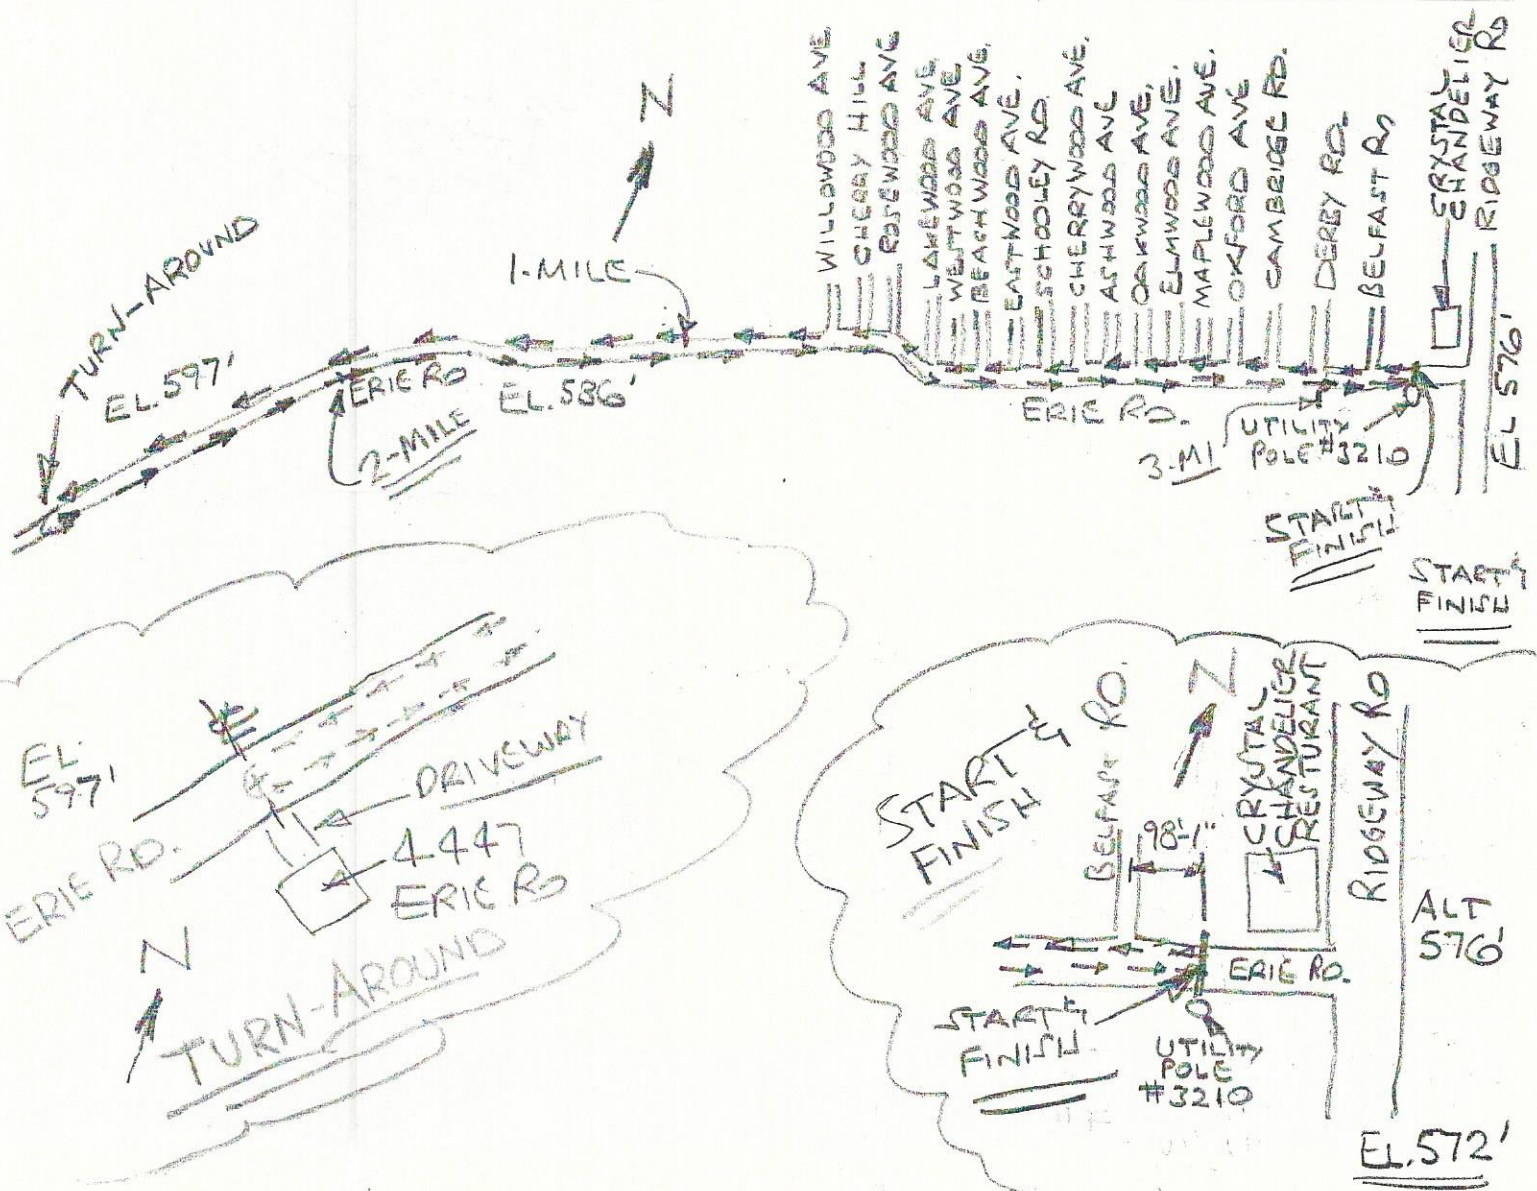 WILLOWOOD AVE
CHERRY HILL
ROSEWOOD AVE
LAKEWOOD AVE.
WESTWOOD AVE
BEACHWOOD AVE.
EASTWOOD AVE.
SCHOOLEY RD.
CHERRYWOOD AVE.
ASHWOOD AVE
OAKWOOD AVE.
ELMWOOD AVE.
MAPLEWOOD AVE.
OXFORD AVE
CAMBRIDGE RD.
DERBY RD.
BELFAST RD
CRYSTAL
CHANDELIER
RIDGEWAY RD
N
1-MILE
TURN-AROUND
EL. 597'
ERIE RD
EL. 586'
2-MILE
ERIE RD.
3-MI
UTILITY
POLE #3210
EL 576'
START &
FINISH
START &
FINISH
EL.
597'
ERIE RD.
DRIVEWAY
4447
ERIE RD
N
TURN-AROUND
START &
FINISH
BELFAST RD.
N
98'-1"
CRYSTAL
CHANDELIER
RESTURANT
RIDGEWAY RD
ALT
576'
ERIE RD.
START &
FINISH
UTILITY
POLE
#3210
EL. 572'